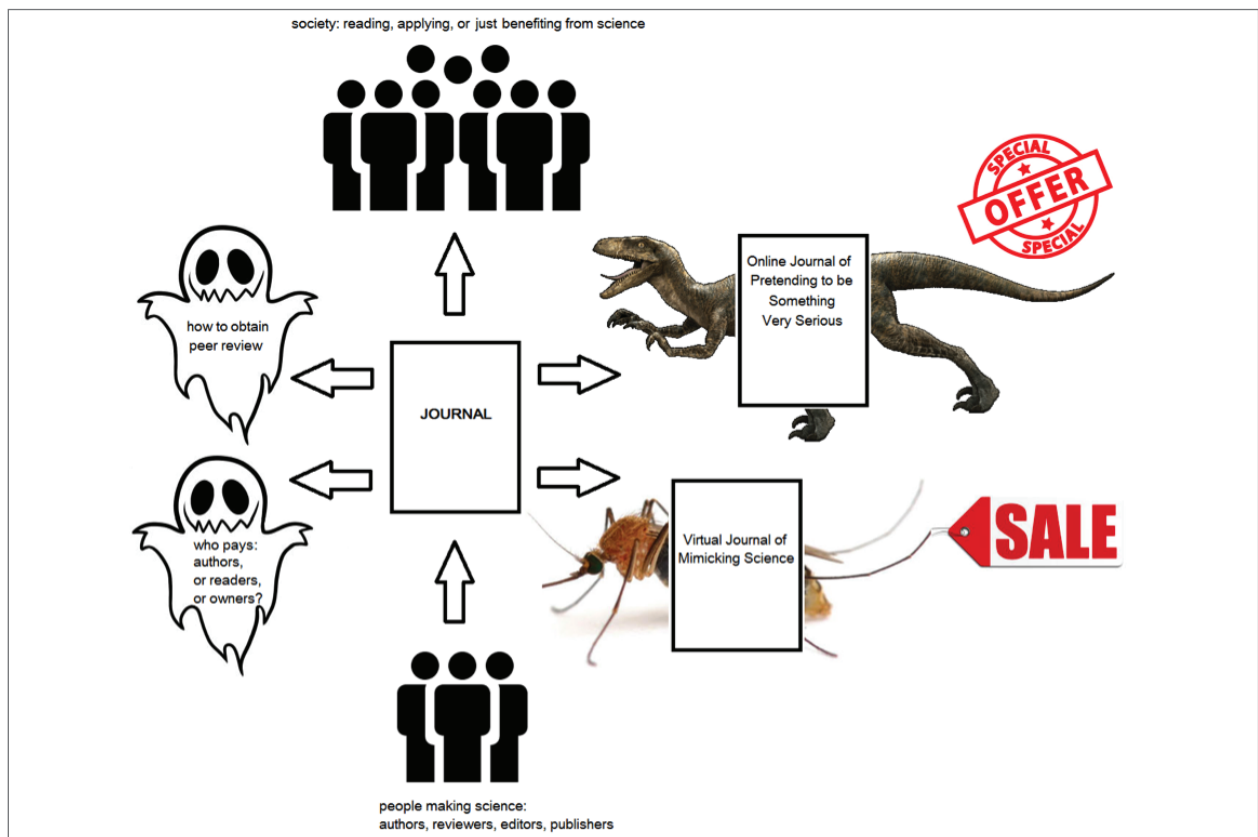 society: reading, applying, or just benefiting from science
SPECIAL
OFFER
SPECIAL
Online Journal of
Pretending to be
Something
Very Serious
how to obtain
peer review
JOURNAL
who pays:
authors,
or readers,
or owners?
Virtual Journal of
Mimicking Science
SALE
people making science:
authors, reviewers, editors, publishers